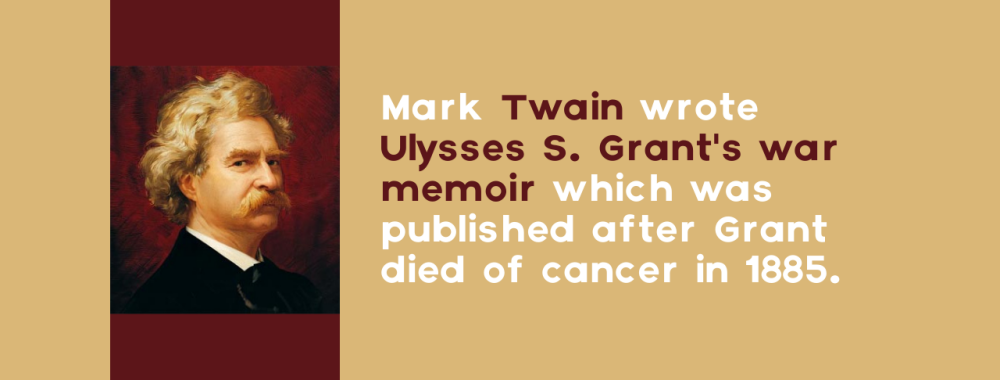 Mark Twain wrote
Ulysses S. Grant's war
memoir which was
published after Grant
died of cancer in 1885.